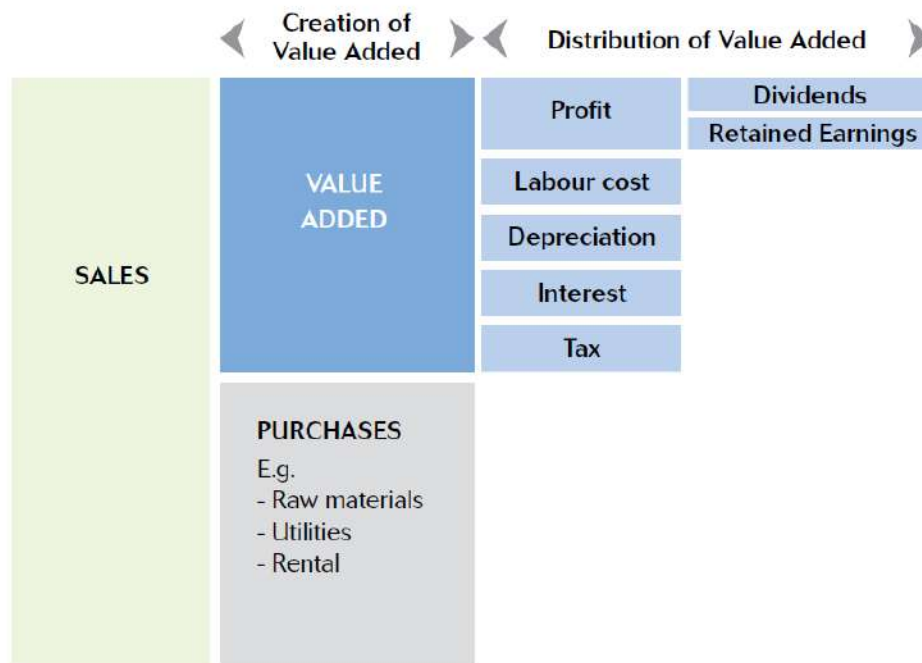 Creation of
Value Added
Distribution of Value Added
SALES
VALUE
ADDED
Profit
Dividends
Retained Earnings
Labour cost
Depreciation
Interest
Tax
PURCHASES
E.g.
- Raw materials
- Utilities
- Rental